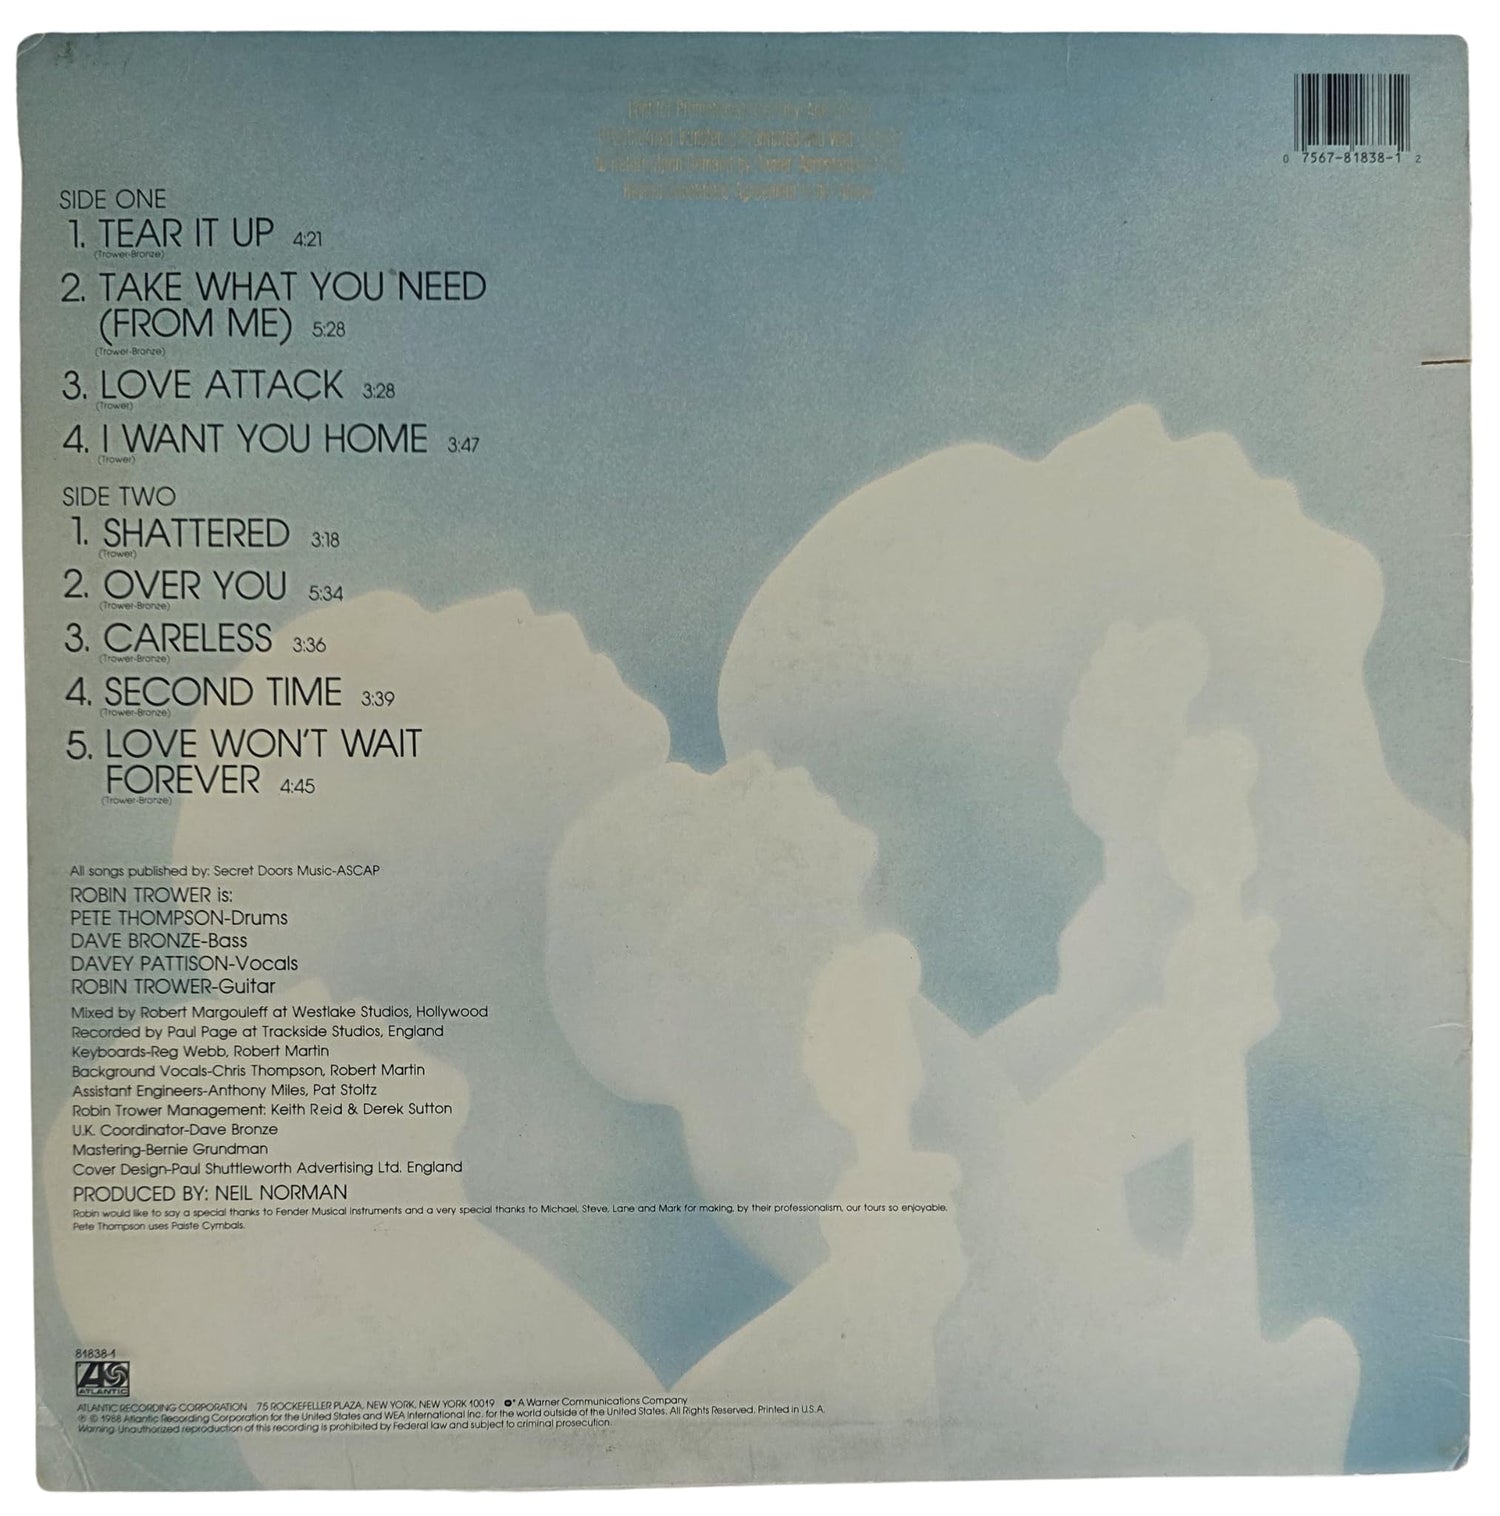 0 7567-81838-1 2
SIDE ONE
1. TEAR IT UP 4:21
(Trower-Bronze)
2. TAKE WHAT YOU NEED
(FROM ME) 5:28
(Trower-Bronze)
3. LOVE ATTACK 3:28
(Trower)
4. I WANT YOU HOME 3:47
(Trower)
SIDE TWO
1. SHATTERED 3:18
(Trower)
2. OVER YOU 5:34
(Trower-Bronze)
3. CARELESS 3:36
(Trower-Bronze)
4. SECOND TIME 3:39
(Trower-Bronze)
5. LOVE WON'T WAIT
FOREVER 4:45
(Trower-Bronze)
All songs published by: Secret Doors Music-ASCAP
ROBIN TROWER is:
PETE THOMPSON-Drums
DAVE BRONZE-Bass
DAVEY PATTISON-Vocals
ROBIN TROWER-Guitar
Mixed by Robert Margouleff at Westlake Studios, Hollywood
Recorded by Paul Page at Trackside Studios, England
Keyboards-Reg Webb, Robert Martin
Background Vocals-Chris Thompson, Robert Martin
Assistant Engineers-Anthony Miles, Pat Stoltz
Robin Trower Management: Keith Reid & Derek Sutton
U.K. Coordinator-Dave Bronze
Mastering-Bernie Grundman
Cover Design-Paul Shuttleworth Advertising Ltd. England
PRODUCED BY: NEIL NORMAN
Robin would like to say a special thanks to Fender Musical Instruments and a very special thanks to Michael, Steve, Lane and Mark for making, by their professionalism, our tours so enjoyable.
Pete Thompson uses Paiste Cymbals.
81838-1
ATLANTIC
ATLANTIC RECORDING CORPORATION 75 ROCKEFELLER PLAZA, NEW YORK, NEW YORK 10019 A Warner Communications Company
℗ © 1988 Atlantic Recording Corporation for the United States and WEA International Inc. for the world outside of the United States. All Rights Reserved. Printed in U.S.A.
Warning: Unauthorized reproduction of this recording is prohibited by Federal law and subject to criminal prosecution.